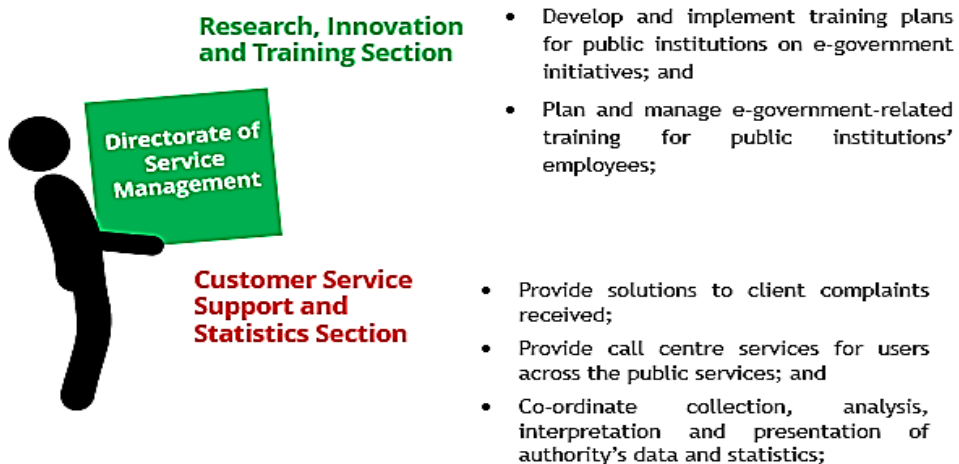 Research, Innovation
and Training Section
• Develop and implement training plans
for public institutions on e-government
initiatives; and
• Plan and manage e-government-related
training for public institutions’
employees;
Directorate of
Service
Management
Customer Service
Support and
Statistics Section
• Provide solutions to client complaints
received;
• Provide call centre services for users
across the public services; and
• Co-ordinate collection, analysis,
interpretation and presentation of
authority’s data and statistics;